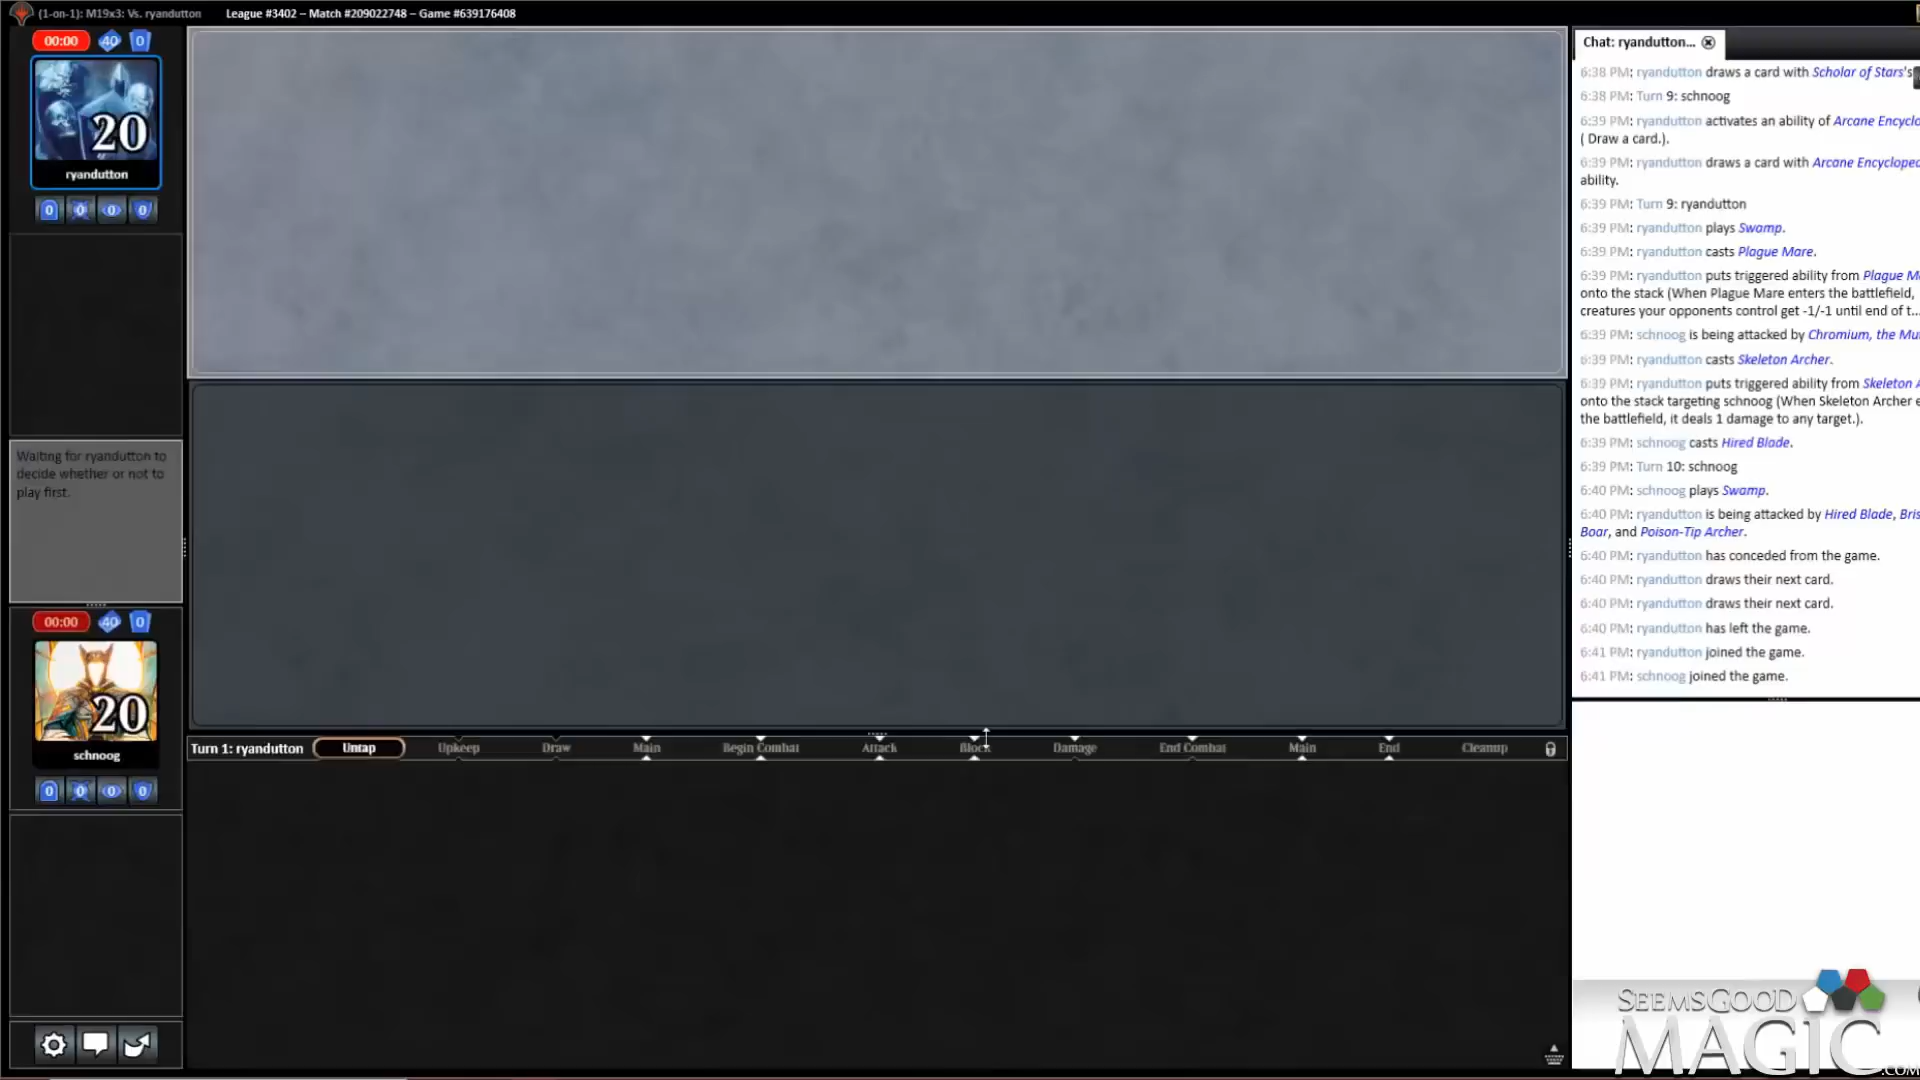 (1-on-1): M19x3: Vs. ryandutton
League #3402 – Match #209022748 – Game #639176408
00:00 40 0
20
ryandutton
0 0 0 0
Waiting for ryandutton to
decide whether or not to
play first.
00:00 40 0
20
schnoog
0 0 0 0
Turn 1: ryandutton Untap Upkeep Draw Main Begin Combat Attack Block Damage End Combat Main End Cleanup
Chat: ryandutton...
6:38 PM: ryandutton draws a card with Scholar of Stars's
6:38 PM: Turn 9: schnoog
6:39 PM: ryandutton activates an ability of Arcane Encyclo
( Draw a card.).
6:39 PM: ryandutton draws a card with Arcane Encycloped
ability.
6:39 PM: Turn 9: ryandutton
6:39 PM: ryandutton plays Swamp.
6:39 PM: ryandutton casts Plague Mare.
6:39 PM: ryandutton puts triggered ability from Plague M
onto the stack (When Plague Mare enters the battlefield,
creatures your opponents control get -1/-1 until end of t...
6:39 PM: schnoog is being attacked by Chromium, the Mu
6:39 PM: ryandutton casts Skeleton Archer.
6:39 PM: ryandutton puts triggered ability from Skeleton A
onto the stack targeting schnoog (When Skeleton Archer e
the battlefield, it deals 1 damage to any target.).
6:39 PM: schnoog casts Hired Blade.
6:39 PM: Turn 10: schnoog
6:40 PM: schnoog plays Swamp.
6:40 PM: ryandutton is being attacked by Hired Blade, Bris
Boar, and Poison-Tip Archer.
6:40 PM: ryandutton has conceded from the game.
6:40 PM: ryandutton draws their next card.
6:40 PM: ryandutton draws their next card.
6:40 PM: ryandutton has left the game.
6:41 PM: ryandutton joined the game.
6:41 PM: schnoog joined the game.
SEEMSGOOD
MAGIC
.COM